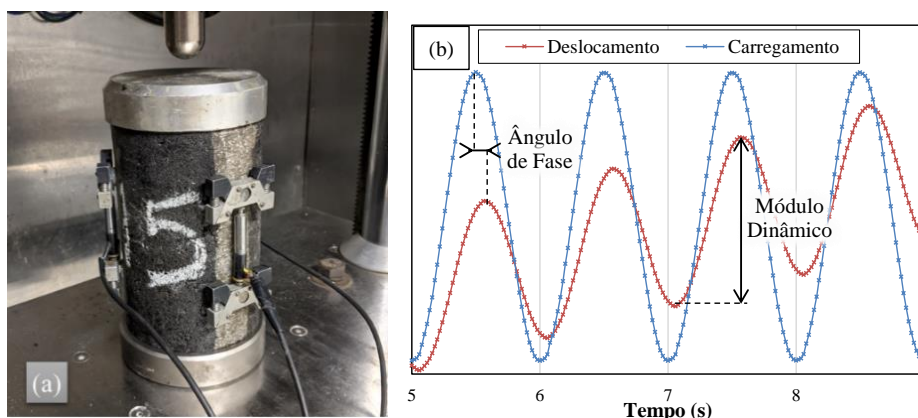 (a)
5
(b)
Deslocamento
Carregamento
Ângulo
de Fase
Módulo
Dinâmico
5
6
7
8
Tempo (s)